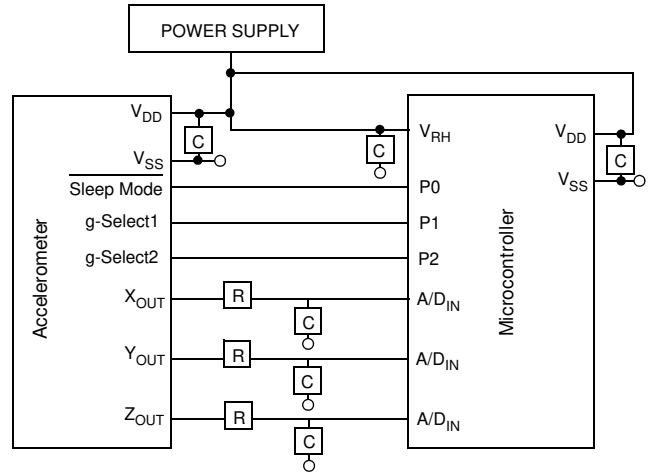 POWER SUPPLY
Accelerometer
V_DD
C
V_SS
Sleep Mode
g-Select1
g-Select2
X_OUT
R
C
Y_OUT
R
C
Z_OUT
R
C
C
V_RH
P0
P1
P2
A/D_IN
A/D_IN
A/D_IN
Microcontroller
V_DD
C
V_SS